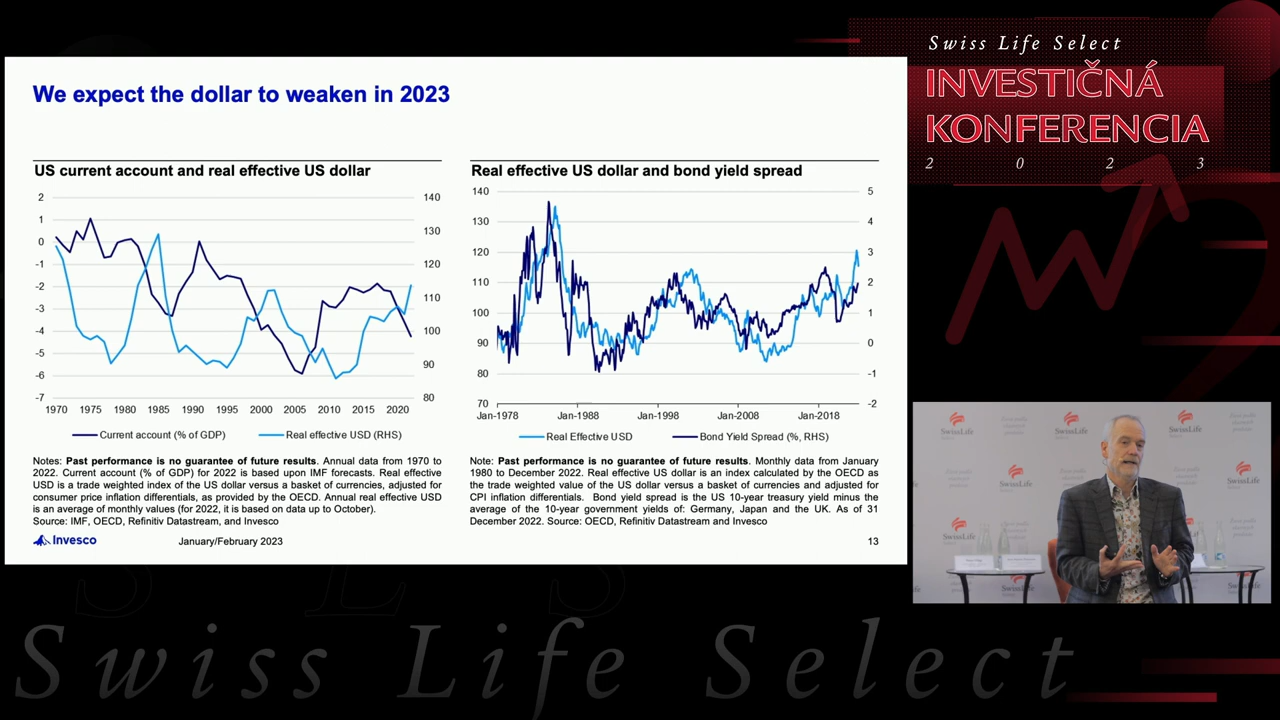 Swiss Life Select
INVESTIČNÁ
KONFERENCIA
2 0 2 3
We expect the dollar to weaken in 2023
US current account and real effective US dollar
2
1
0
-1
-2
-3
-4
-5
-6
-7
140
130
120
110
100
90
80
1970 1975 1980 1985 1990 1995 2000 2005 2010 2015 2020
Current account (% of GDP) Real effective USD (RHS)
Notes: Past performance is no guarantee of future results. Annual data from 1970 to
2022. Current account (% of GDP) for 2022 is based upon IMF forecasts. Real effective
USD is a trade weighted index of the US dollar versus a basket of currencies, adjusted for
consumer price inflation differentials, as provided by the OECD. Annual real effective USD
is an average of monthly values (for 2022, it is based on data up to October).
Source: IMF, OECD, Refinitiv Datastream, and Invesco
Real effective US dollar and bond yield spread
140
130
120
110
100
90
80
70
5
4
3
2
1
0
-1
-2
Jan-1978 Jan-1988 Jan-1998 Jan-2008 Jan-2018
Real Effective USD Bond Yield Spread (%, RHS)
Note: Past performance is no guarantee of future results. Monthly data from January
1980 to December 2022. Real effective US dollar is an index calculated by the OECD as
the trade weighted value of the US dollar versus a basket of currencies and adjusted for
CPI inflation differentials. Bond yield spread is the US 10-year treasury yield minus the
average of the 10-year government yields of: Germany, Japan and the UK. As of 31
December 2022. Source: OECD, Refinitiv Datastream and Invesco
Invesco
January/February 2023
13
SwissLife
SwissLife
SwissLife
SwissLife
S L S
Swiss Life Select